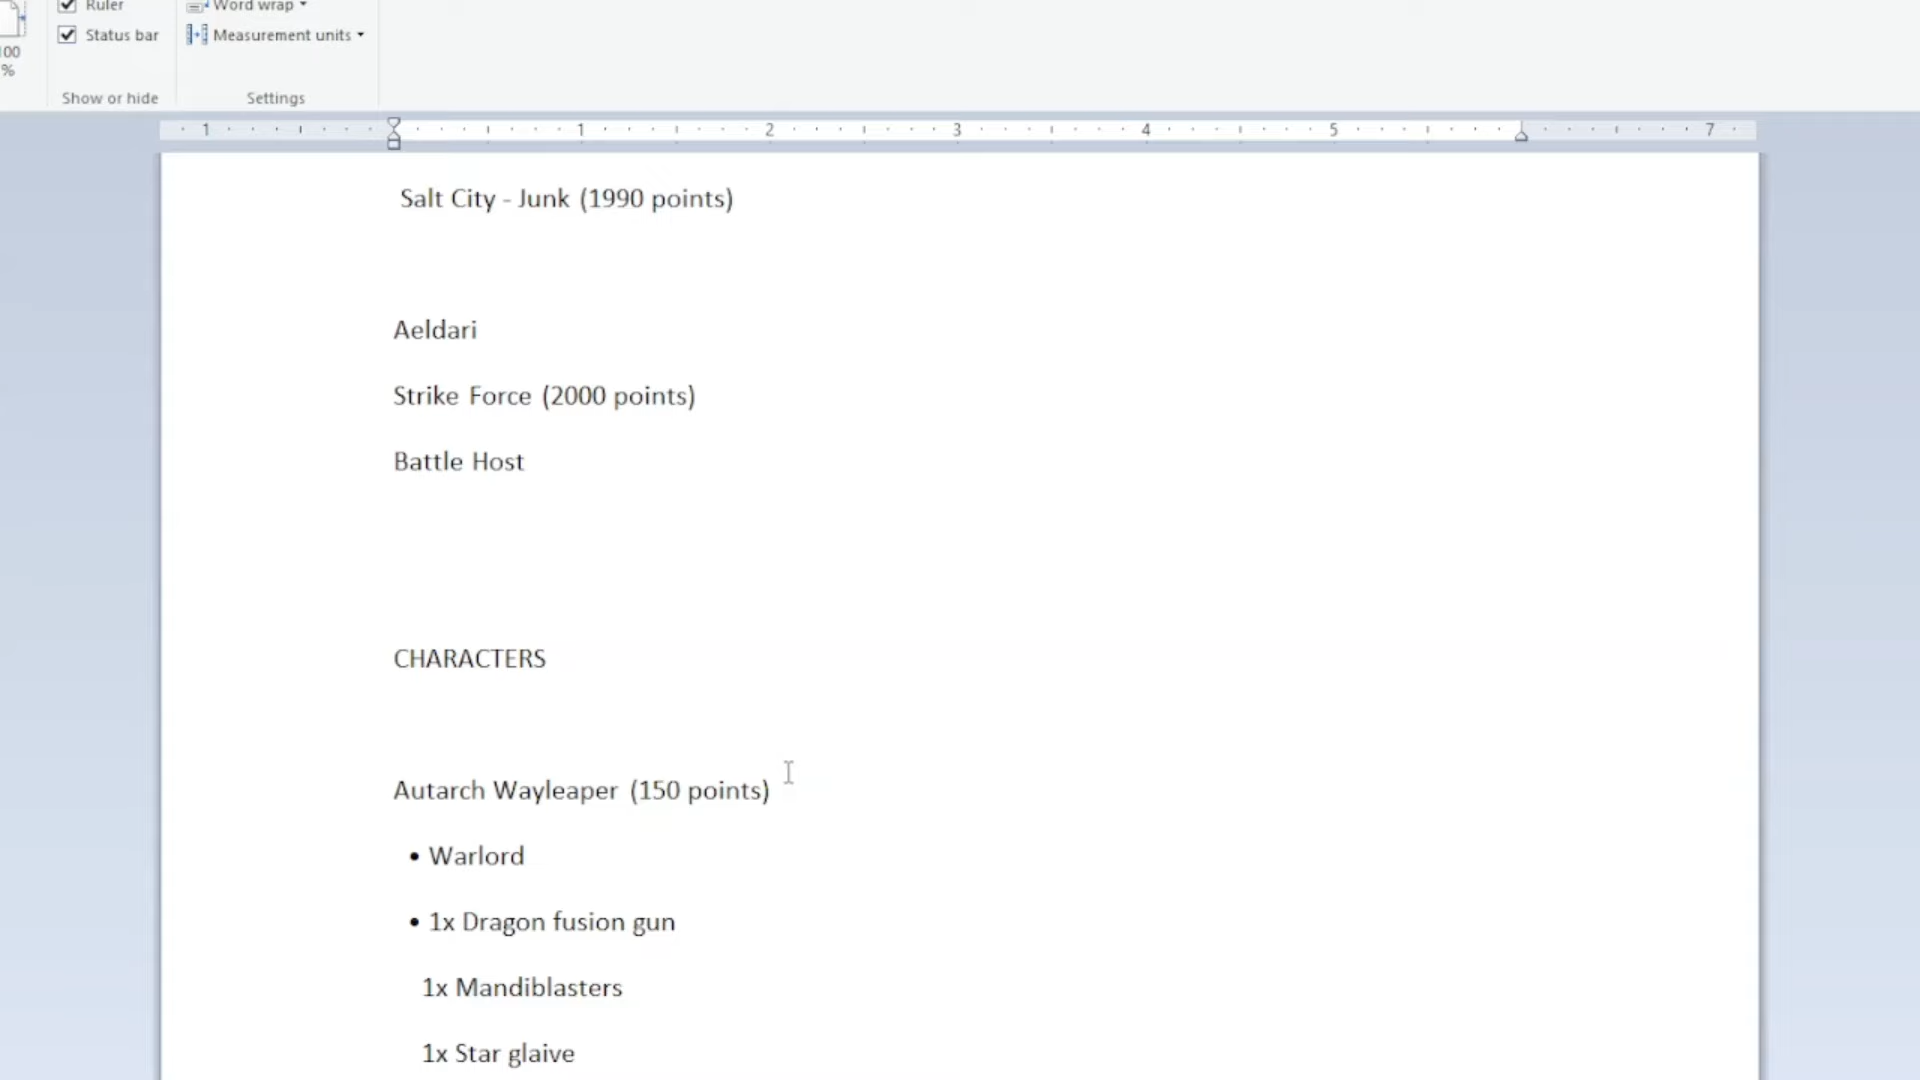 Ruler
Word wrap
Status bar
Measurement units
100
%
Show or hide
Settings
1 1 2 3 4 5 7
Salt City - Junk (1990 points)
Aeldari
Strike Force (2000 points)
Battle Host
CHARACTERS
Autarch Wayleaper (150 points)
• Warlord
• 1x Dragon fusion gun
1x Mandiblasters
1x Star glaive